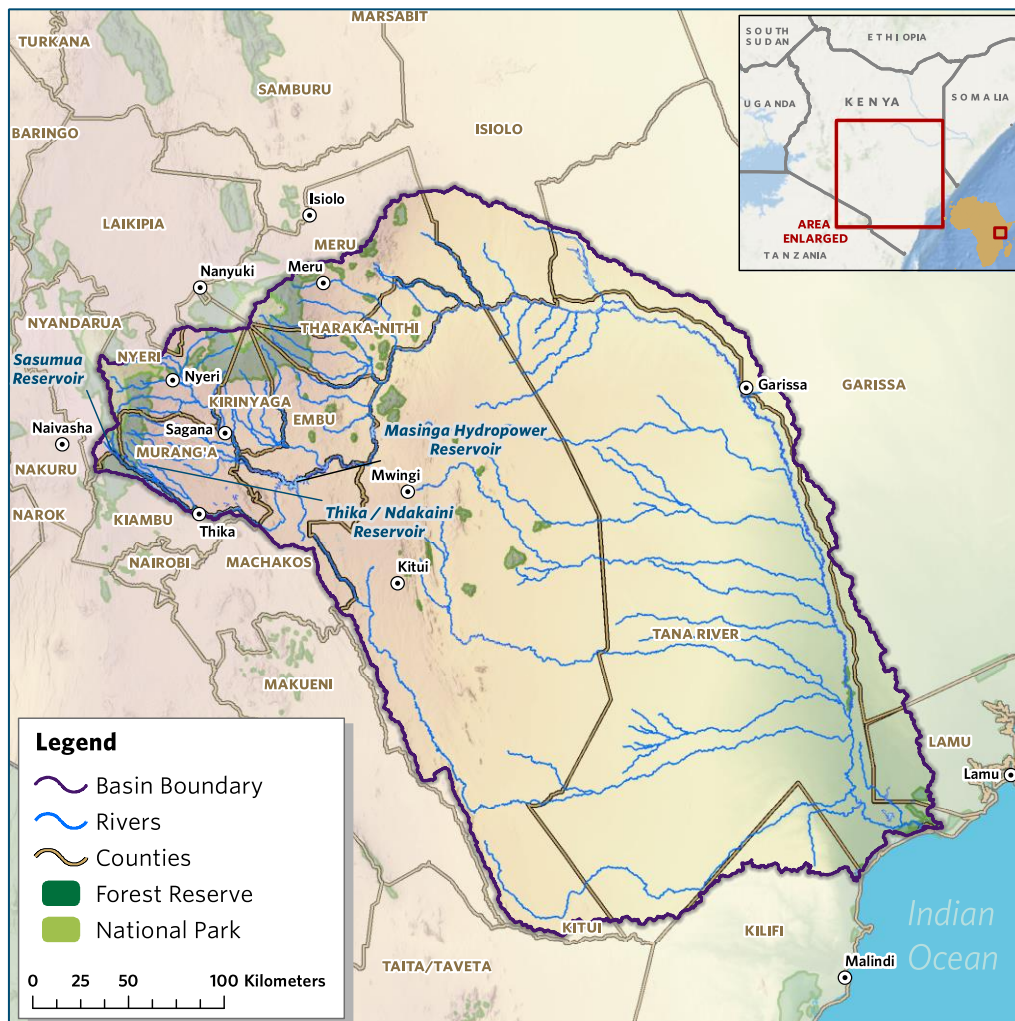 MARSABIT
TURKANA
SAMBURU
BARINGO
ISIOLO
LAIKIPIA
Isiolo
MERU
Nanyuki
Meru
NYANDARUA
THARAKA-NITHI
NYERI
Sasumua
Reservoir
Nyeri
Garissa
GARISSA
KIRINYAGA
EMBU
Naivasha
Sagana
Masinga Hydropower
Reservoir
MURANG'A
NAKURU
Mwingi
NAROK
KIAMBU
Thika / Ndakaini
Reservoir
Thika
NAIROBI
MACHAKOS
Kitui
TANA RIVER
MAKUENI
LAMU
Lamu
KITUI
KILIFI
TAITA/TAVETA
Malindi
Indian
Ocean
SOUTH
SUDAN
ETHIOPIA
UGANDA
KENYA
SOMALIA
AREA
ENLARGED
TANZANIA
Legend
Basin Boundary
Rivers
Counties
Forest Reserve
National Park
0 25 50 100 Kilometers